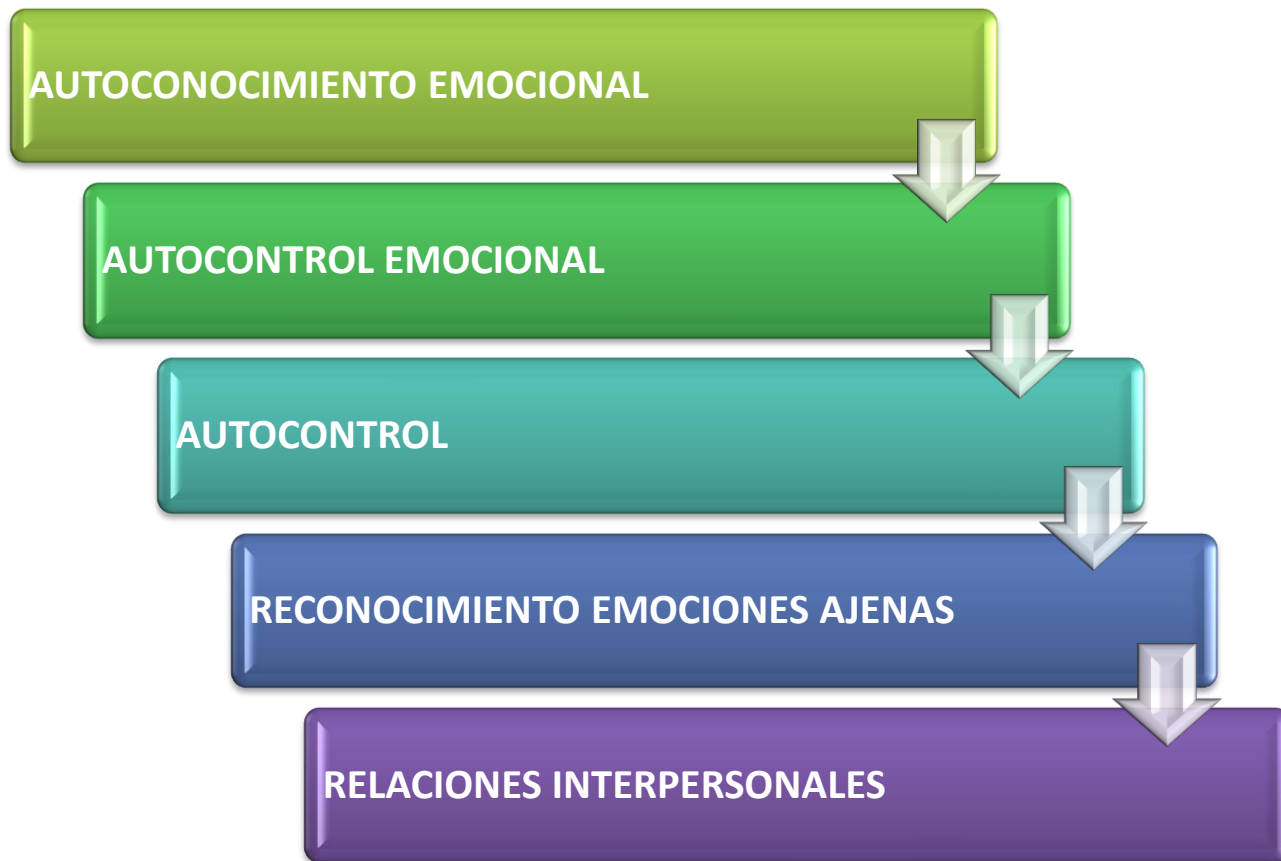 AUTOCONOCIMIENTO EMOCIONAL
AUTOCONTROL EMOCIONAL
AUTOCONTROL
RECONOCIMIENTO EMOCIONES AJENAS
RELACIONES INTERPERSONALES